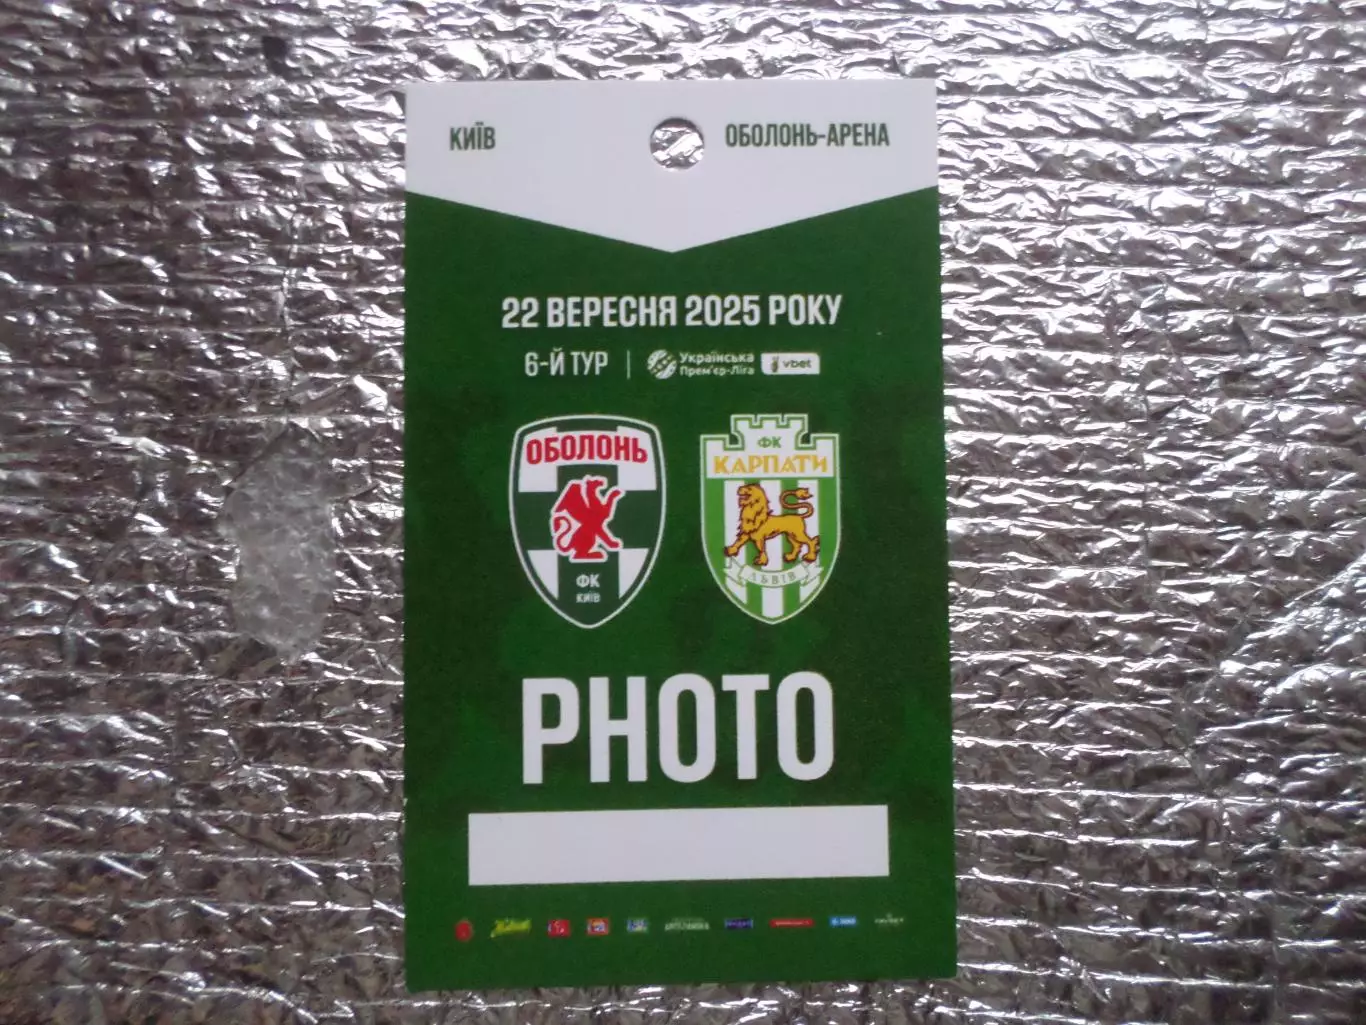 КИЇВ
ОБОЛОНЬ-АРЕНА
22 ВЕРЕСНЯ 2025 РОКУ
6-Й ТУР
Українська
Прем'єр-Ліга
vbet
ОБОЛОНЬ
ФК
КИЇВ
ФК
КАРПАТИ
ЛЬВІВ
PHOTO